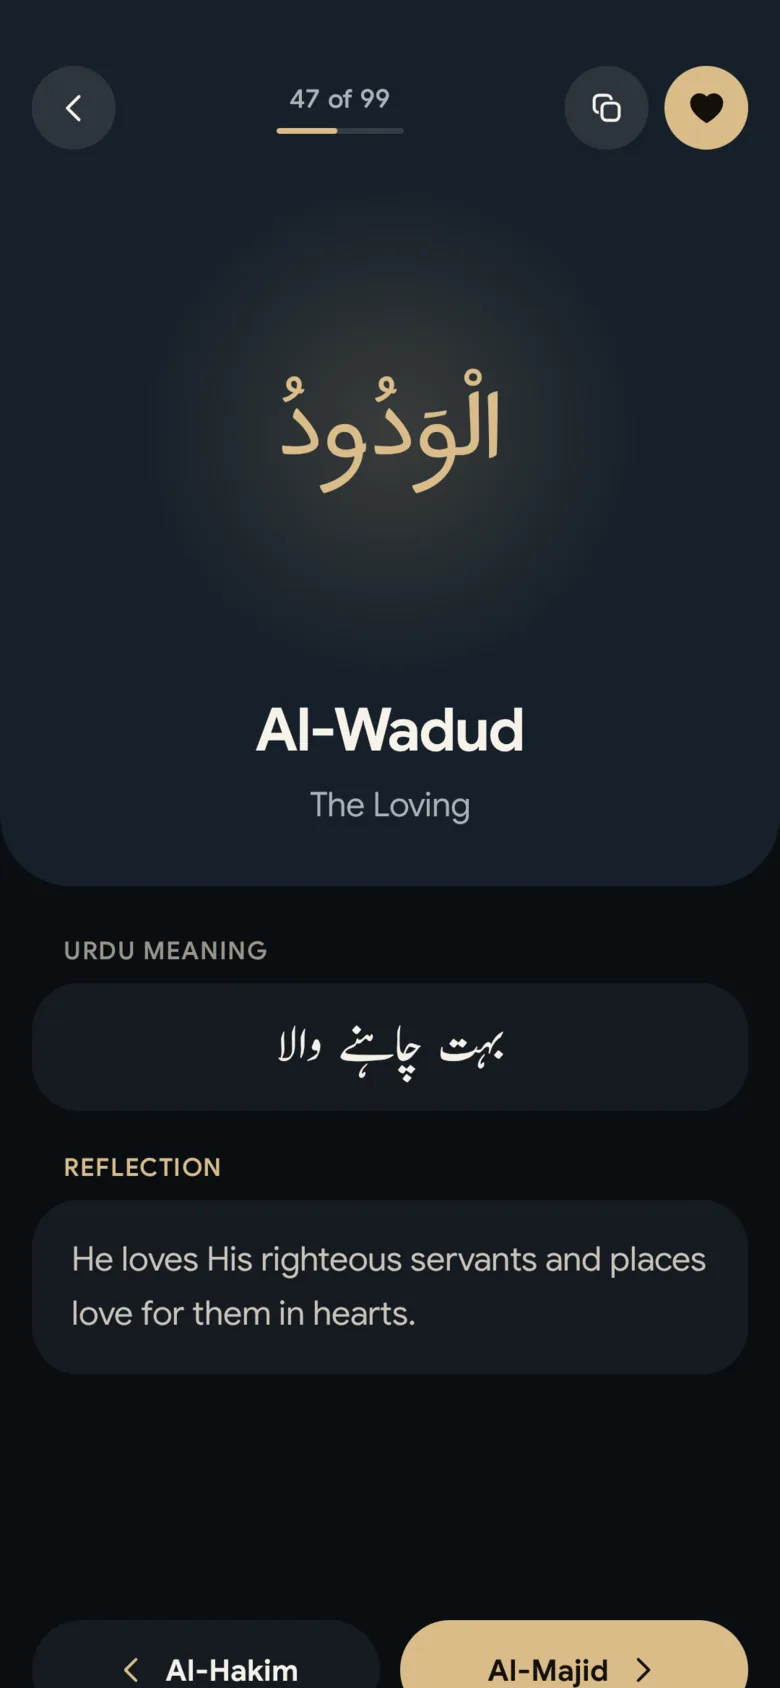 47 of 99
الْوَدُودُ
Al-Wadud
The Loving
URDU MEANING
بہت چاہنے والا
REFLECTION
He loves His righteous servants and places
love for them in hearts.
Al-Hakim
Al-Majid